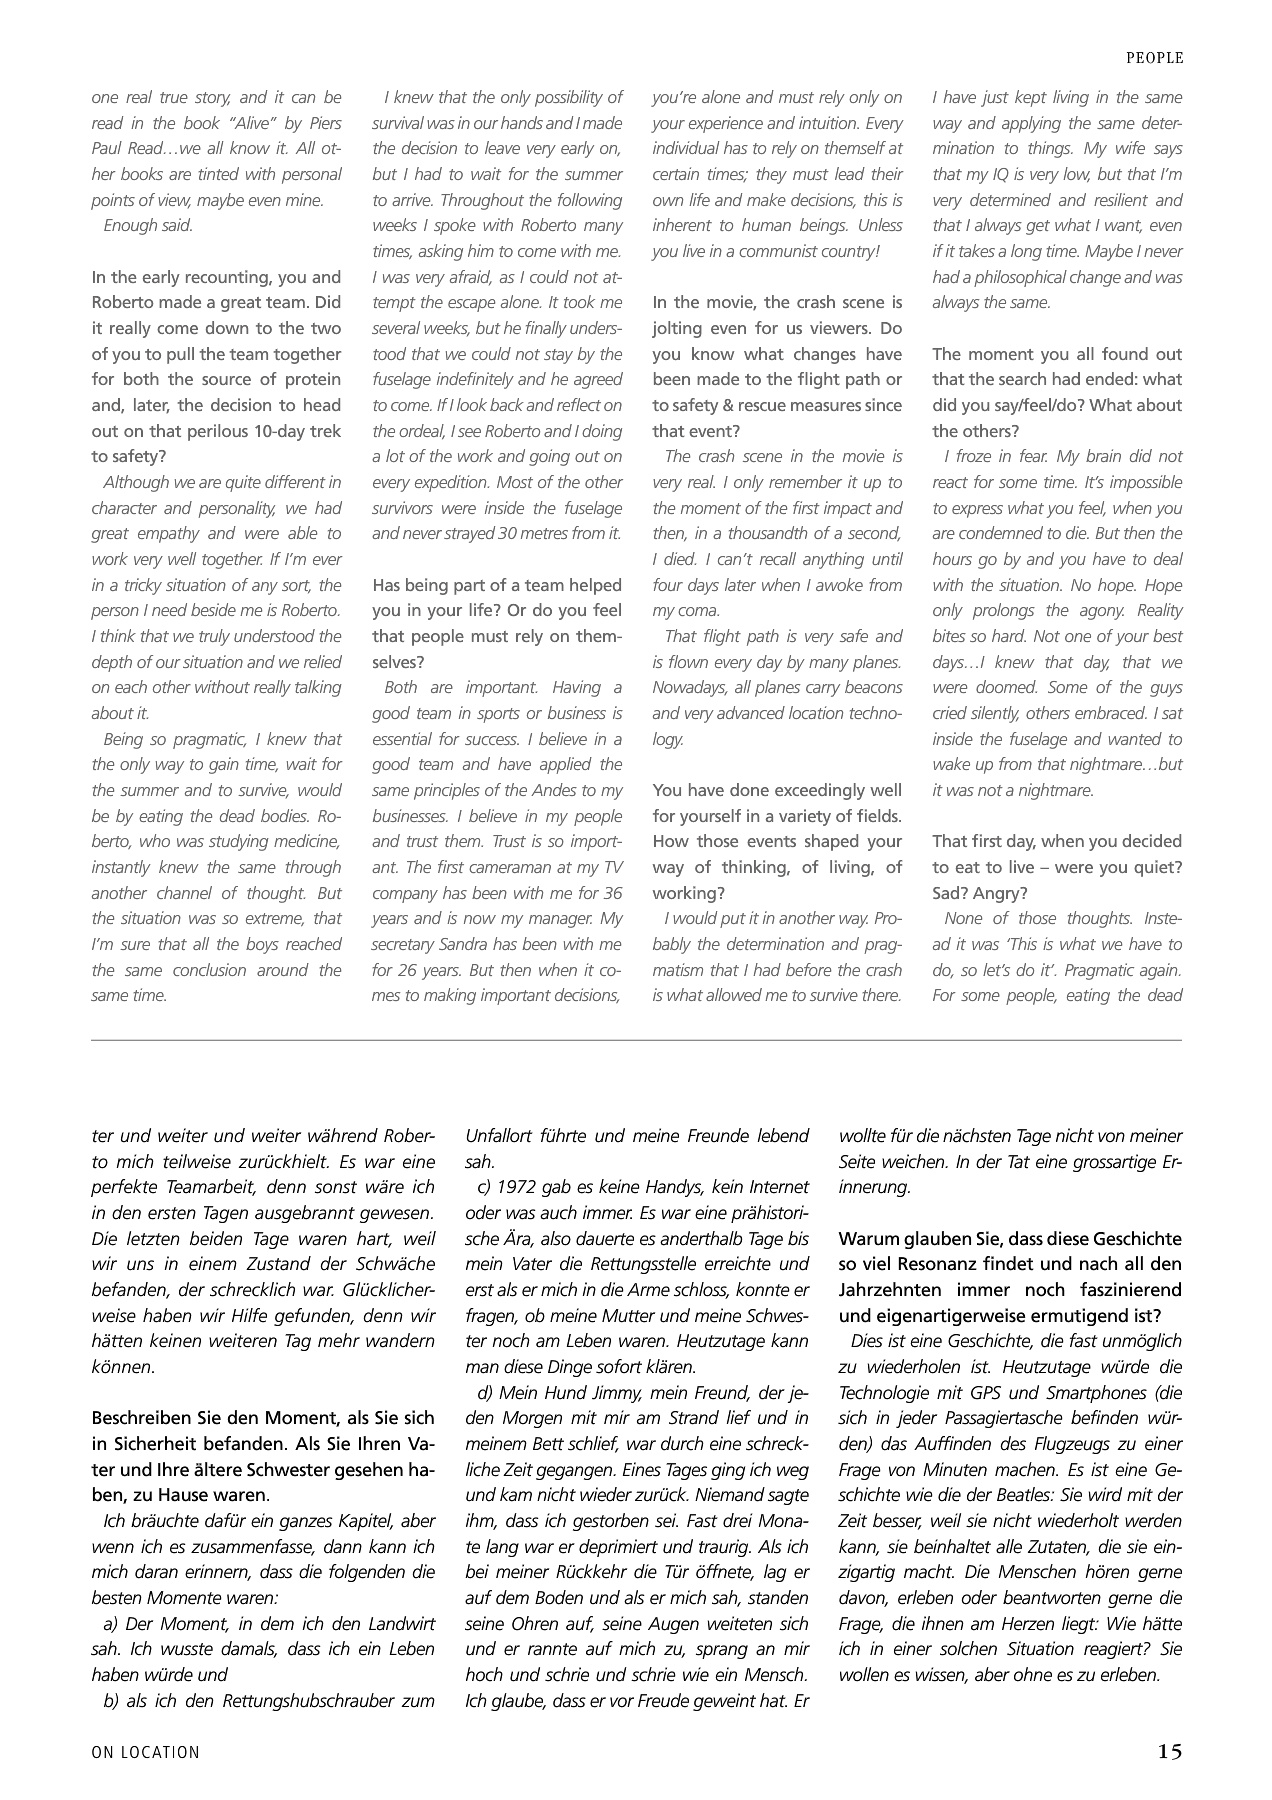 PEOPLE
one real true story, and it can be
read in the book “Alive” by Piers
Paul Read…we all know it. All ot-
her books are tinted with personal
points of view, maybe even mine.
Enough said.
In the early recounting, you and
Roberto made a great team. Did
it really come down to the two
of you to pull the team together
for both the source of protein
and, later, the decision to head
out on that perilous 10-day trek
to safety?
Although we are quite different in
character and personality, we had
great empathy and were able to
work very well together. If I’m ever
in a tricky situation of any sort, the
person I need beside me is Roberto.
I think that we truly understood the
depth of our situation and we relied
on each other without really talking
about it.
Being so pragmatic, I knew that
the only way to gain time, wait for
the summer and to survive, would
be by eating the dead bodies. Ro-
berto, who was studying medicine,
instantly knew the same through
another channel of thought. But
the situation was so extreme, that
I’m sure that all the boys reached
the same conclusion around the
same time.
I knew that the only possibility of
survival was in our hands and I made
the decision to leave very early on,
but I had to wait for the summer
to arrive. Throughout the following
weeks I spoke with Roberto many
times, asking him to come with me.
I was very afraid, as I could not at-
tempt the escape alone. It took me
several weeks, but he finally unders-
tood that we could not stay by the
fuselage indefinitely and he agreed
to come. If I look back and reflect on
the ordeal, I see Roberto and I doing
a lot of the work and going out on
every expedition. Most of the other
survivors were inside the fuselage
and never strayed 30 metres from it.
Has being part of a team helped
you in your life? Or do you feel
that people must rely on them-
selves?
Both are important. Having a
good team in sports or business is
essential for success. I believe in a
good team and have applied the
same principles of the Andes to my
businesses. I believe in my people
and trust them. Trust is so import-
ant. The first cameraman at my TV
company has been with me for 36
years and is now my manager. My
secretary Sandra has been with me
for 26 years. But then when it co-
mes to making important decisions,
you’re alone and must rely only on
your experience and intuition. Every
individual has to rely on themself at
certain times; they must lead their
own life and make decisions, this is
inherent to human beings. Unless
you live in a communist country!
In the movie, the crash scene is
jolting even for us viewers. Do
you know what changes have
been made to the flight path or
to safety & rescue measures since
that event?
The crash scene in the movie is
very real. I only remember it up to
the moment of the first impact and
then, in a thousandth of a second,
I died. I can’t recall anything until
four days later when I awoke from
my coma.
That flight path is very safe and
is flown every day by many planes.
Nowadays, all planes carry beacons
and very advanced location techno-
logy.
You have done exceedingly well
for yourself in a variety of fields.
How those events shaped your
way of thinking, of living, of
working?
I would put it in another way. Pro-
bably the determination and prag-
matism that I had before the crash
is what allowed me to survive there.
I have just kept living in the same
way and applying the same deter-
mination to things. My wife says
that my IQ is very low, but that I’m
very determined and resilient and
that I always get what I want, even
if it takes a long time. Maybe I never
had a philosophical change and was
always the same.
The moment you all found out
that the search had ended: what
did you say/feel/do? What about
the others?
I froze in fear. My brain did not
react for some time. It’s impossible
to express what you feel, when you
are condemned to die. But then the
hours go by and you have to deal
with the situation. No hope. Hope
only prolongs the agony. Reality
bites so hard. Not one of your best
days…I knew that day, that we
were doomed. Some of the guys
cried silently, others embraced. I sat
inside the fuselage and wanted to
wake up from that nightmare…but
it was not a nightmare.
That first day, when you decided
to eat to live – were you quiet?
Sad? Angry?
None of those thoughts. Inste-
ad it was ‘This is what we have to
do, so let’s do it’. Pragmatic again.
For some people, eating the dead
ter und weiter und weiter während Rober-
to mich teilweise zurückhielt. Es war eine
perfekte Teamarbeit, denn sonst wäre ich
in den ersten Tagen ausgebrannt gewesen.
Die letzten beiden Tage waren hart, weil
wir uns in einem Zustand der Schwäche
befanden, der schrecklich war. Glücklicher-
weise haben wir Hilfe gefunden, denn wir
hätten keinen weiteren Tag mehr wandern
können.
Beschreiben Sie den Moment, als Sie sich
in Sicherheit befanden. Als Sie Ihren Va-
ter und Ihre ältere Schwester gesehen ha-
ben, zu Hause waren.
Ich bräuchte dafür ein ganzes Kapitel, aber
wenn ich es zusammenfasse, dann kann ich
mich daran erinnern, dass die folgenden die
besten Momente waren:
a) Der Moment, in dem ich den Landwirt
sah. Ich wusste damals, dass ich ein Leben
haben würde und
b) als ich den Rettungshubschrauber zum
Unfallort führte und meine Freunde lebend
sah.
c) 1972 gab es keine Handys, kein Internet
oder was auch immer. Es war eine prähistori-
sche Ära, also dauerte es anderthalb Tage bis
mein Vater die Rettungsstelle erreichte und
erst als er mich in die Arme schloss, konnte er
fragen, ob meine Mutter und meine Schwes-
ter noch am Leben waren. Heutzutage kann
man diese Dinge sofort klären.
d) Mein Hund Jimmy, mein Freund, der je-
den Morgen mit mir am Strand lief und in
meinem Bett schlief, war durch eine schreck-
liche Zeit gegangen. Eines Tages ging ich weg
und kam nicht wieder zurück. Niemand sagte
ihm, dass ich gestorben sei. Fast drei Mona-
te lang war er deprimiert und traurig. Als ich
bei meiner Rückkehr die Tür öffnete, lag er
auf dem Boden und als er mich sah, standen
seine Ohren auf, seine Augen weiteten sich
und er rannte auf mich zu, sprang an mir
hoch und schrie und schrie wie ein Mensch.
Ich glaube, dass er vor Freude geweint hat. Er
wollte für die nächsten Tage nicht von meiner
Seite weichen. In der Tat eine grossartige Er-
innerung.
Warum glauben Sie, dass diese Geschichte
so viel Resonanz findet und nach all den
Jahrzehnten immer noch faszinierend
und eigenartigerweise ermutigend ist?
Dies ist eine Geschichte, die fast unmöglich
zu wiederholen ist. Heutzutage würde die
Technologie mit GPS und Smartphones (die
sich in jeder Passagiertasche befinden wür-
den) das Auffinden des Flugzeugs zu einer
Frage von Minuten machen. Es ist eine Ge-
schichte wie die der Beatles: Sie wird mit der
Zeit besser, weil sie nicht wiederholt werden
kann, sie beinhaltet alle Zutaten, die sie ein-
zigartig macht. Die Menschen hören gerne
davon, erleben oder beantworten gerne die
Frage, die ihnen am Herzen liegt: Wie hätte
ich in einer solchen Situation reagiert? Sie
wollen es wissen, aber ohne es zu erleben.
ON LOCATION
15